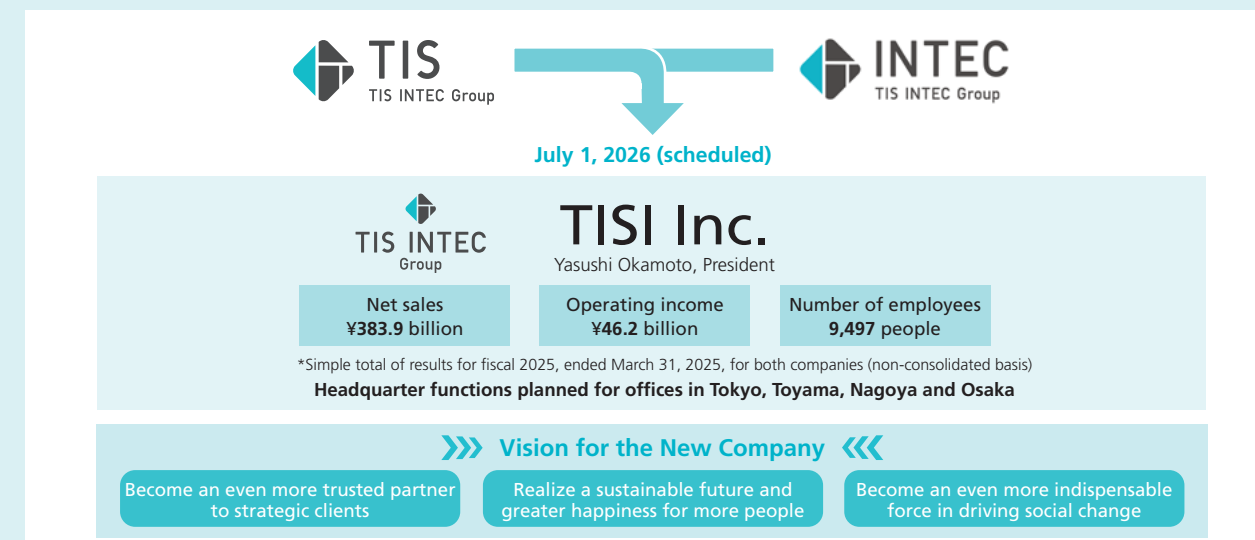 TIS
TIS INTEC Group
INTEC
TIS INTEC Group
July 1, 2026 (scheduled)
TIS INTEC
Group
TISI Inc.
Yasushi Okamoto, President
Net sales
¥383.9 billion
Operating income
¥46.2 billion
Number of employees
9,497 people
*Simple total of results for fiscal 2025, ended March 31, 2025, for both companies (non-consolidated basis)
Headquarter functions planned for offices in Tokyo, Toyama, Nagoya and Osaka
Vision for the New Company
Become an even more trusted partner
to strategic clients
Realize a sustainable future and
greater happiness for more people
Become an even more indispensable
force in driving social change